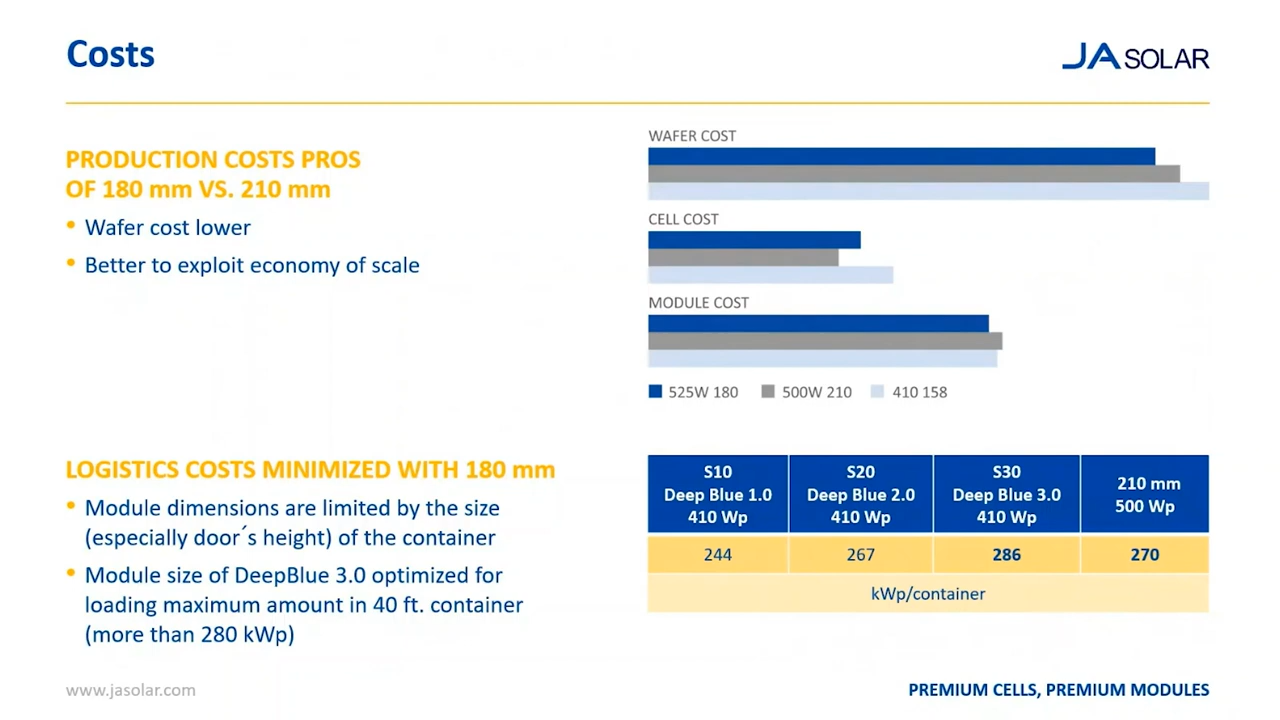 Costs
JA SOLAR
PRODUCTION COSTS PROS
OF 180 mm VS. 210 mm
• Wafer cost lower
• Better to exploit economy of scale
WAFER COST
CELL COST
MODULE COST
525W 180 500W 210 410 158
LOGISTICS COSTS MINIMIZED WITH 180 mm
• Module dimensions are limited by the size
(especially door´s height) of the container
• Module size of DeepBlue 3.0 optimized for
loading maximum amount in 40 ft. container
(more than 280 kWp)
S10
Deep Blue 1.0
410 Wp
S20
Deep Blue 2.0
410 Wp
S30
Deep Blue 3.0
410 Wp
210 mm
500 Wp
244 267 286 270
kWp/container
www.jasolar.com
PREMIUM CELLS, PREMIUM MODULES